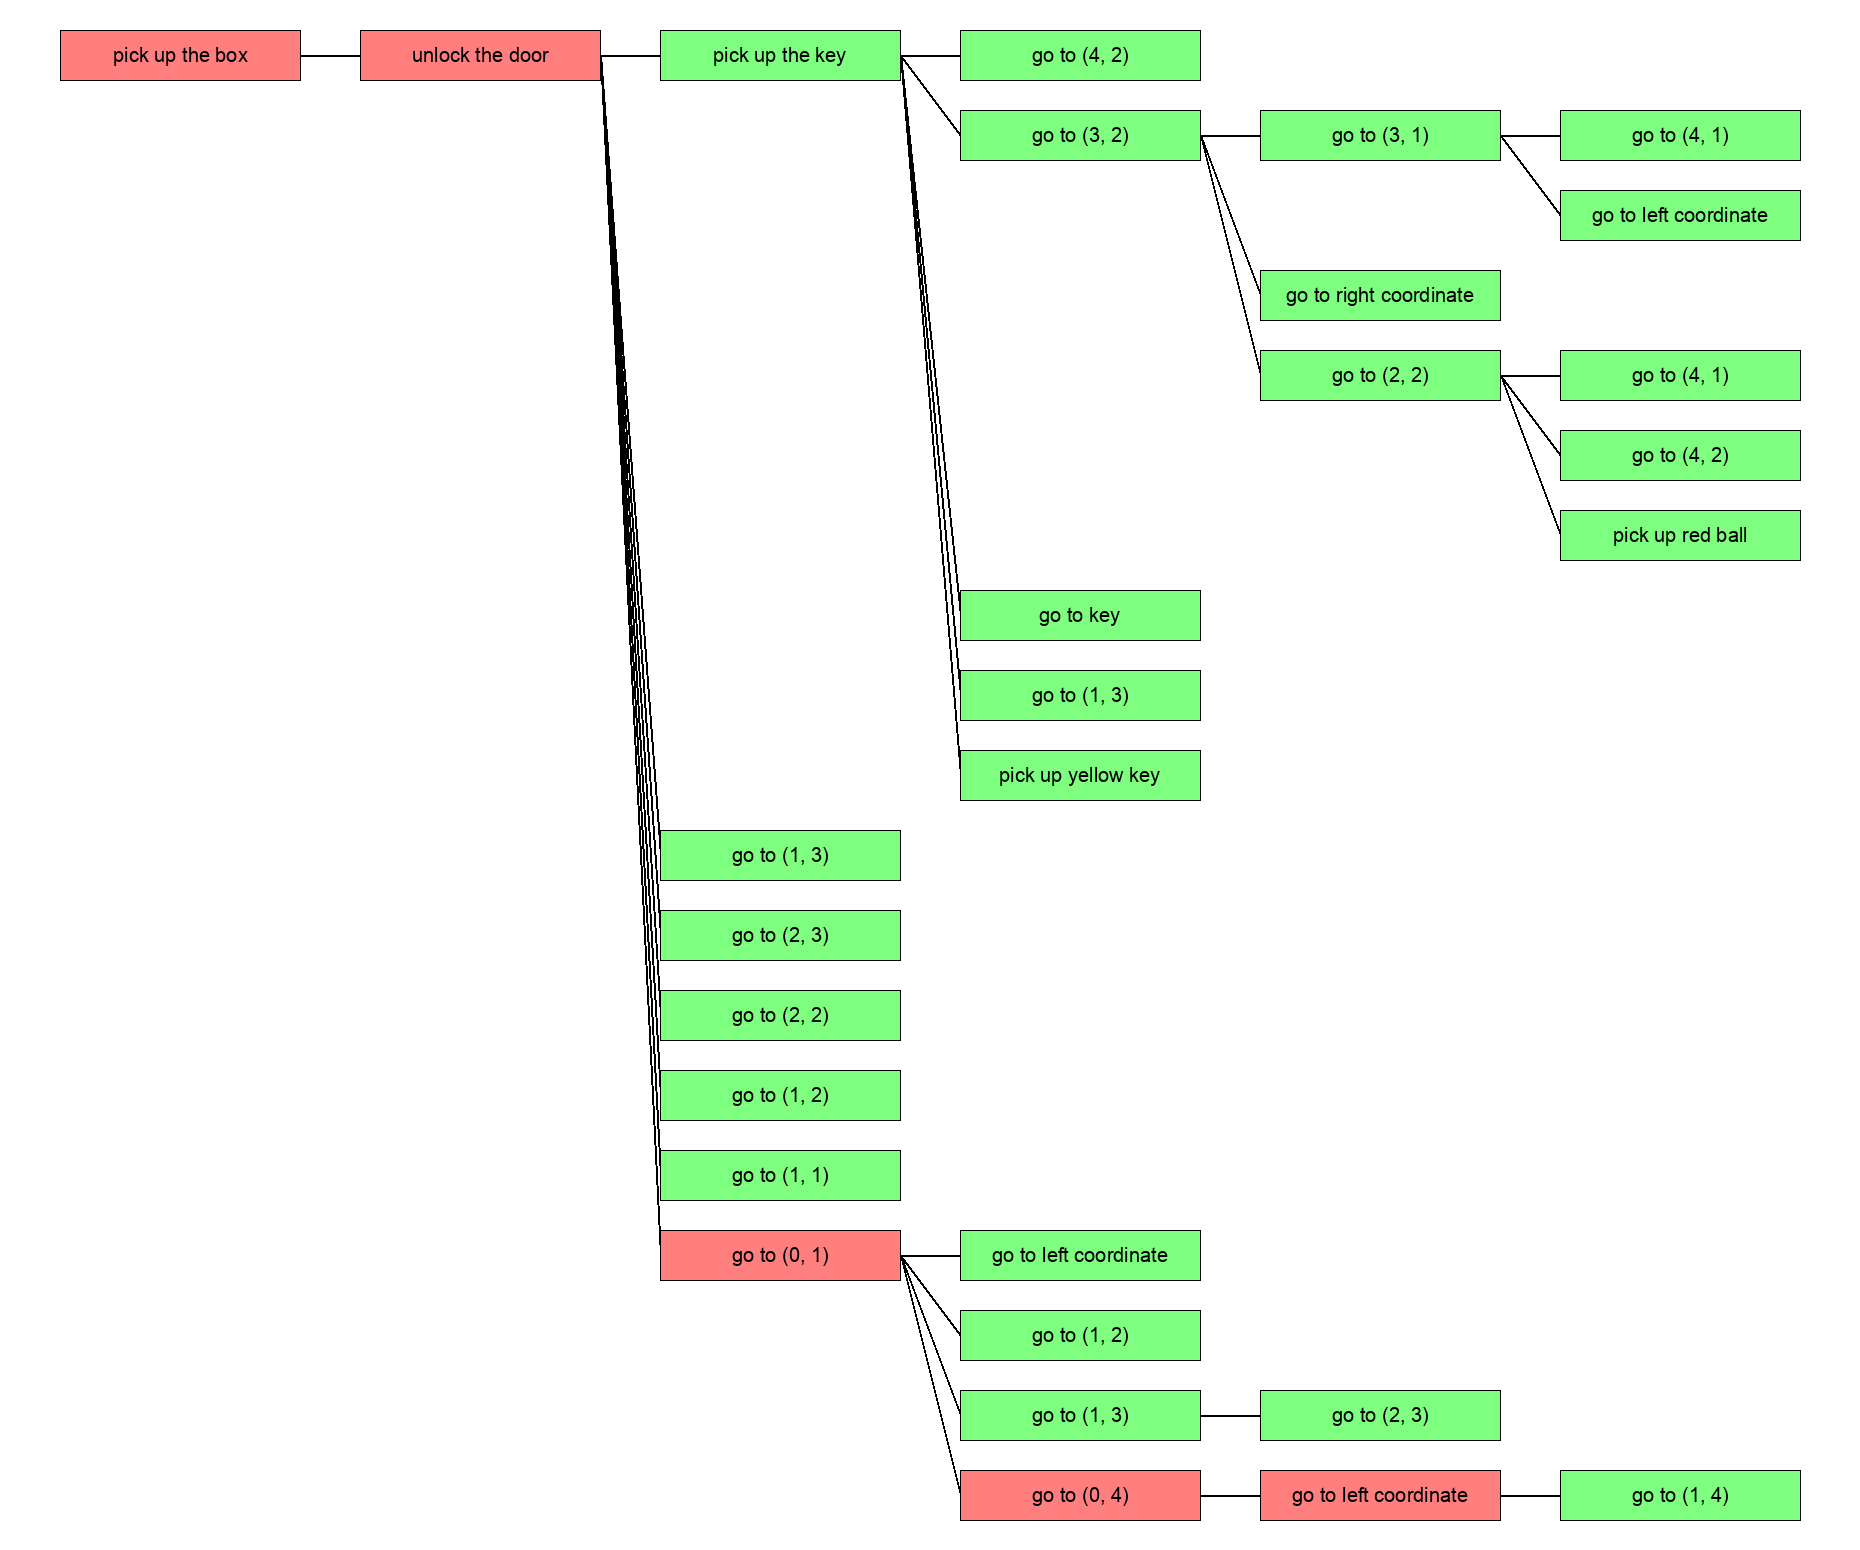 pick up the box
unlock the door
pick up the key
go to (4, 2)
go to (3, 2)
go to (3, 1)
go to (4, 1)
go to left coordinate
go to right coordinate
go to (2, 2)
go to (4, 1)
go to (4, 2)
pick up red ball
go to key
go to (1, 3)
pick up yellow key
go to (1, 3)
go to (2, 3)
go to (2, 2)
go to (1, 2)
go to (1, 1)
go to (0, 1)
go to left coordinate
go to (1, 2)
go to (1, 3)
go to (2, 3)
go to (0, 4)
go to left coordinate
go to (1, 4)